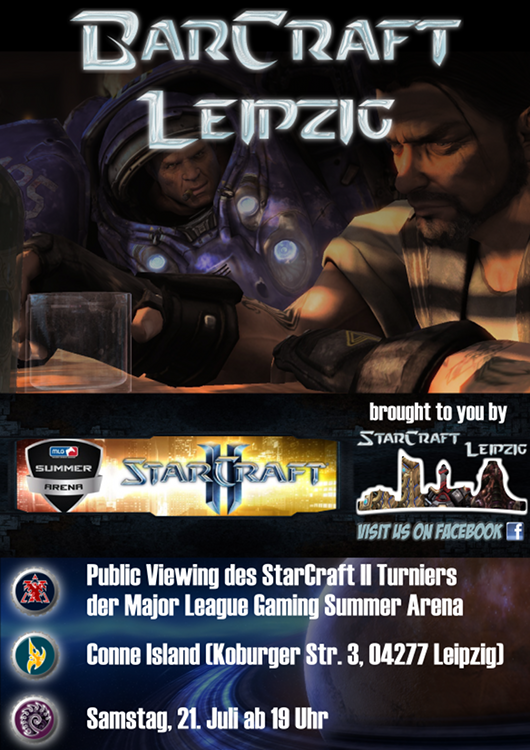 BarCraft
Leipzig
brought to you by
StarCraft
Leipzig
MLG
SUMMER
ARENA
StarCraft II
VISIT US ON FACEBOOK f
Public Viewing des StarCraft II Turniers
der Major League Gaming Summer Arena
Conne Island (Koburger Str. 3, 04277 Leipzig)
Samstag, 21. Juli ab 19 Uhr